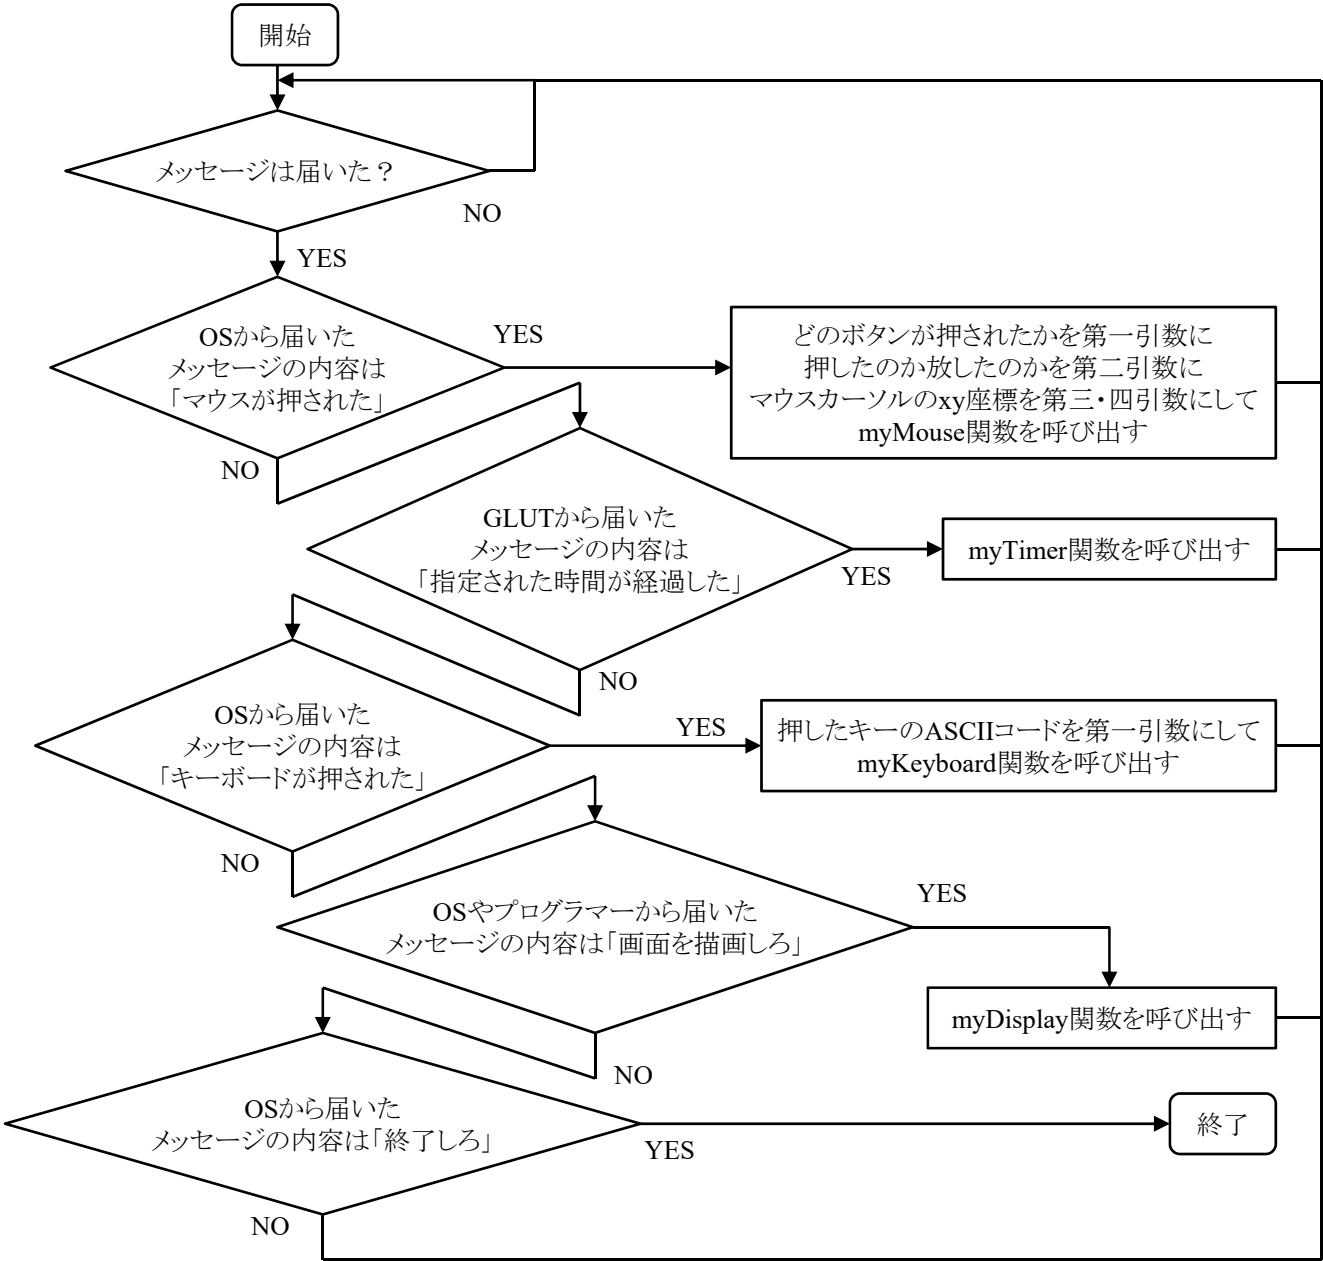 開始
メッセージは届いた？
NO
YES
OSから届いた
メッセージの内容は
「マウスが押された」
YES
NO
どのボタンが押されたかを第一引数に
押したのか放したのかを第二引数に
マウスカーソルのxy座標を第三・四引数にして
myMouse関数を呼び出す
GLUTから届いた
メッセージの内容は
「指定された時間が経過した」
YES
NO
myTimer関数を呼び出す
OSから届いた
メッセージの内容は
「キーボードが押された」
YES
NO
押したキーのASCIIコードを第一引数にして
myKeyboard関数を呼び出す
OSやプログラマーから届いた
メッセージの内容は「画面を描画しろ」
YES
NO
myDisplay関数を呼び出す
OSから届いた
メッセージの内容は「終了しろ」
YES
NO
終了